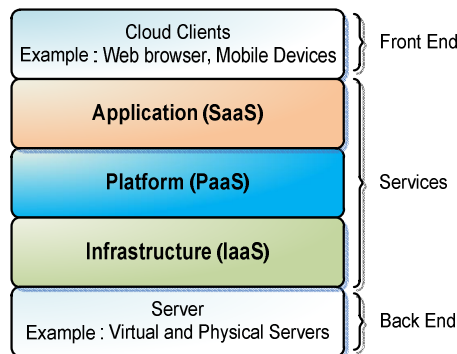 Cloud Clients
Example : Web browser, Mobile Devices
Front End
Application (SaaS)
Platform (PaaS)
Services
Infrastructure (IaaS)
Server
Example : Virtual and Physical Servers
Back End